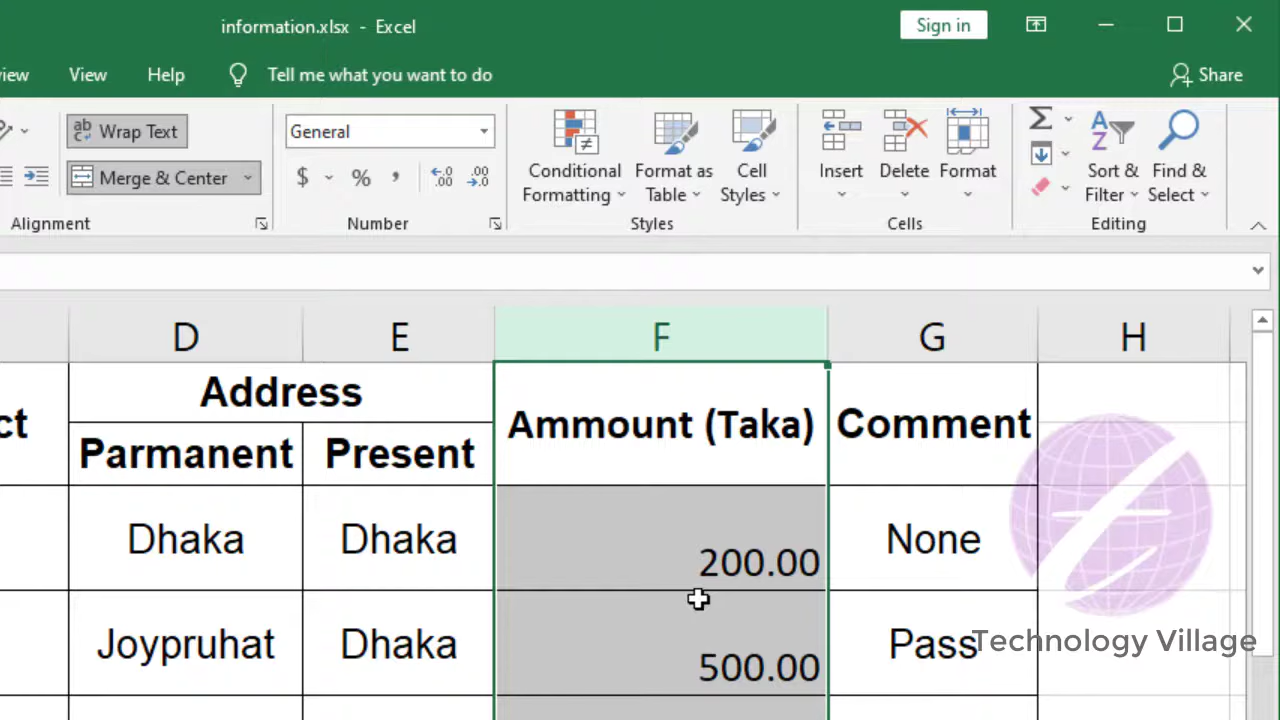 information.xlsx - Excel
Sign in
View
Help
Tell me what you want to do
Share
Wrap Text
General
Merge & Center
$ % ,
Conditional Formatting
Format as Table
Cell Styles
Insert
Delete
Format
Sort & Filter
Find & Select
Alignment
Number
Styles
Cells
Editing
D E F G H
Address
Ammount (Taka)
Comment
Parmanent
Present
Dhaka
Dhaka
200.00
None
Joypruhat
Dhaka
500.00
Pass
Technology Village